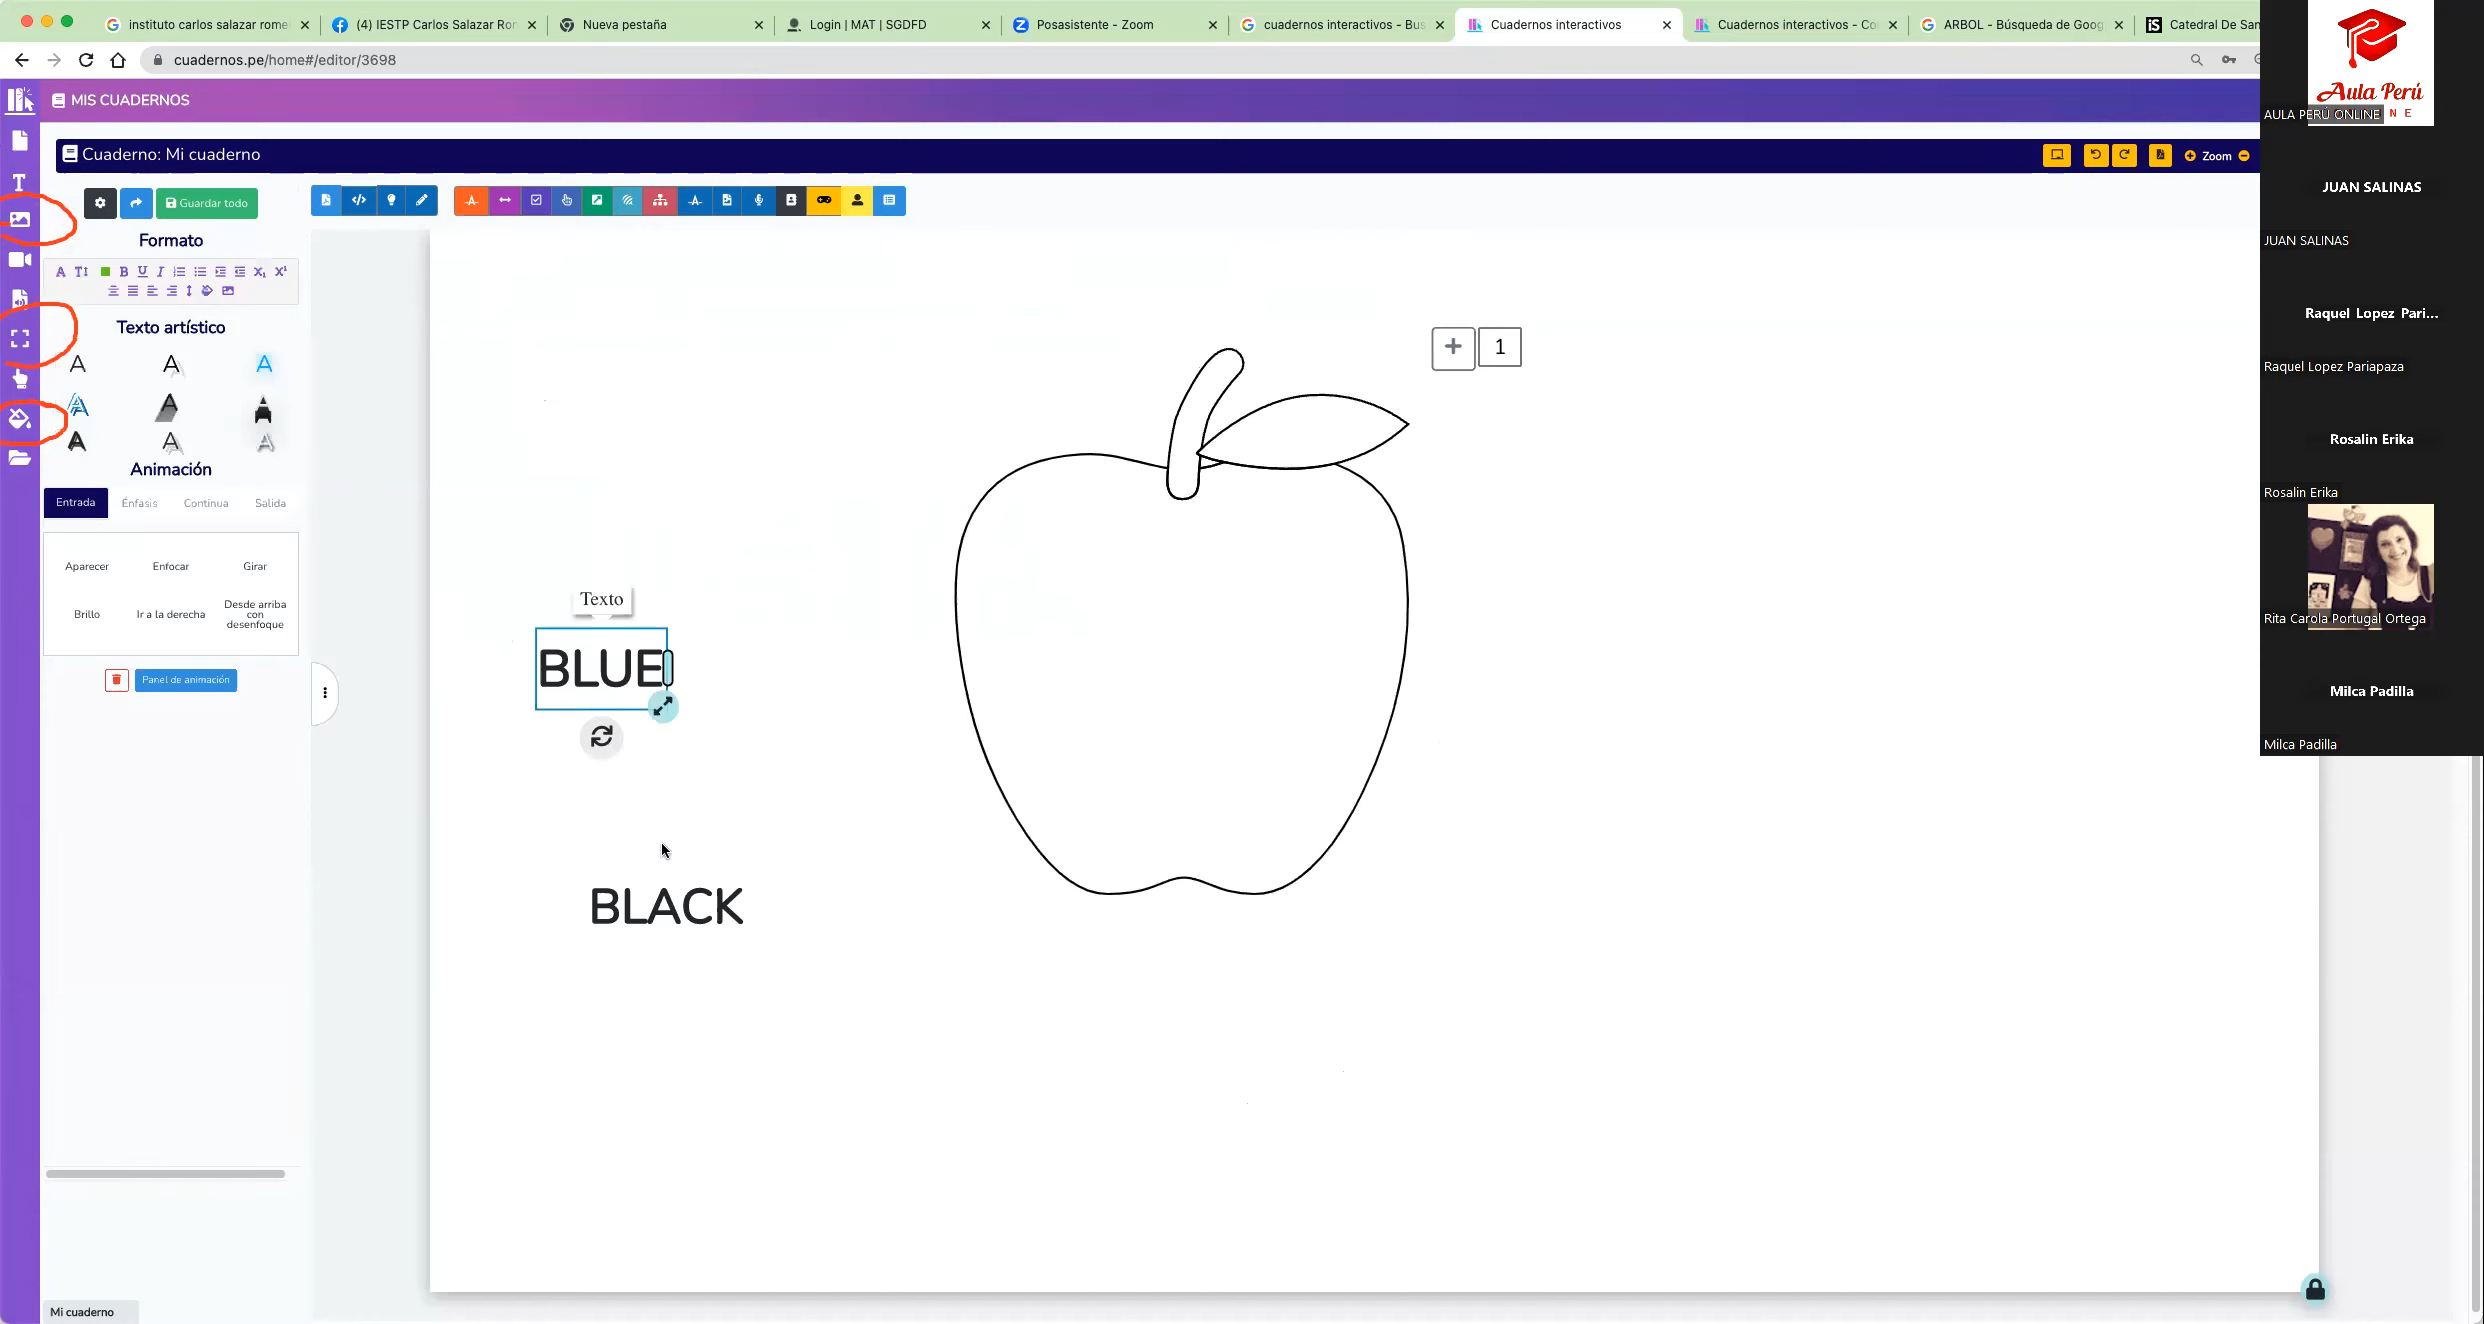 instituto carlos salazar rome
(4) IESTP Carlos Salazar Ror
Nueva pestaña
Login | MAT | SGDFD
Posasistente - Zoom
cuadernos interactivos - Bus
Cuadernos interactivos
Cuadernos interactivos - Co
ARBOL - Búsqueda de Goog
Catedral De San
cuadernos.pe/home#/editor/3698
MIS CUADERNOS
Cuaderno: Mi cuaderno
Zoom
Guardar todo
Formato
Texto artístico
Animación
Entrada
Énfasis
Continua
Salida
Aparecer
Enfocar
Girar
Brillo
Ir a la derecha
Desde arriba
con
desenfoque
Panel de animación
Mi cuaderno
Texto
BLUE
BLACK
1
Aula Perú
AULA PERÚ ONLINE
N E
JUAN SALINAS
JUAN SALINAS
Raquel Lopez Pari...
Raquel Lopez Pariapaza
Rosalin Erika
Rosalin Erika
Rita Carola Portugal Ortega
Milca Padilla
Milca Padilla